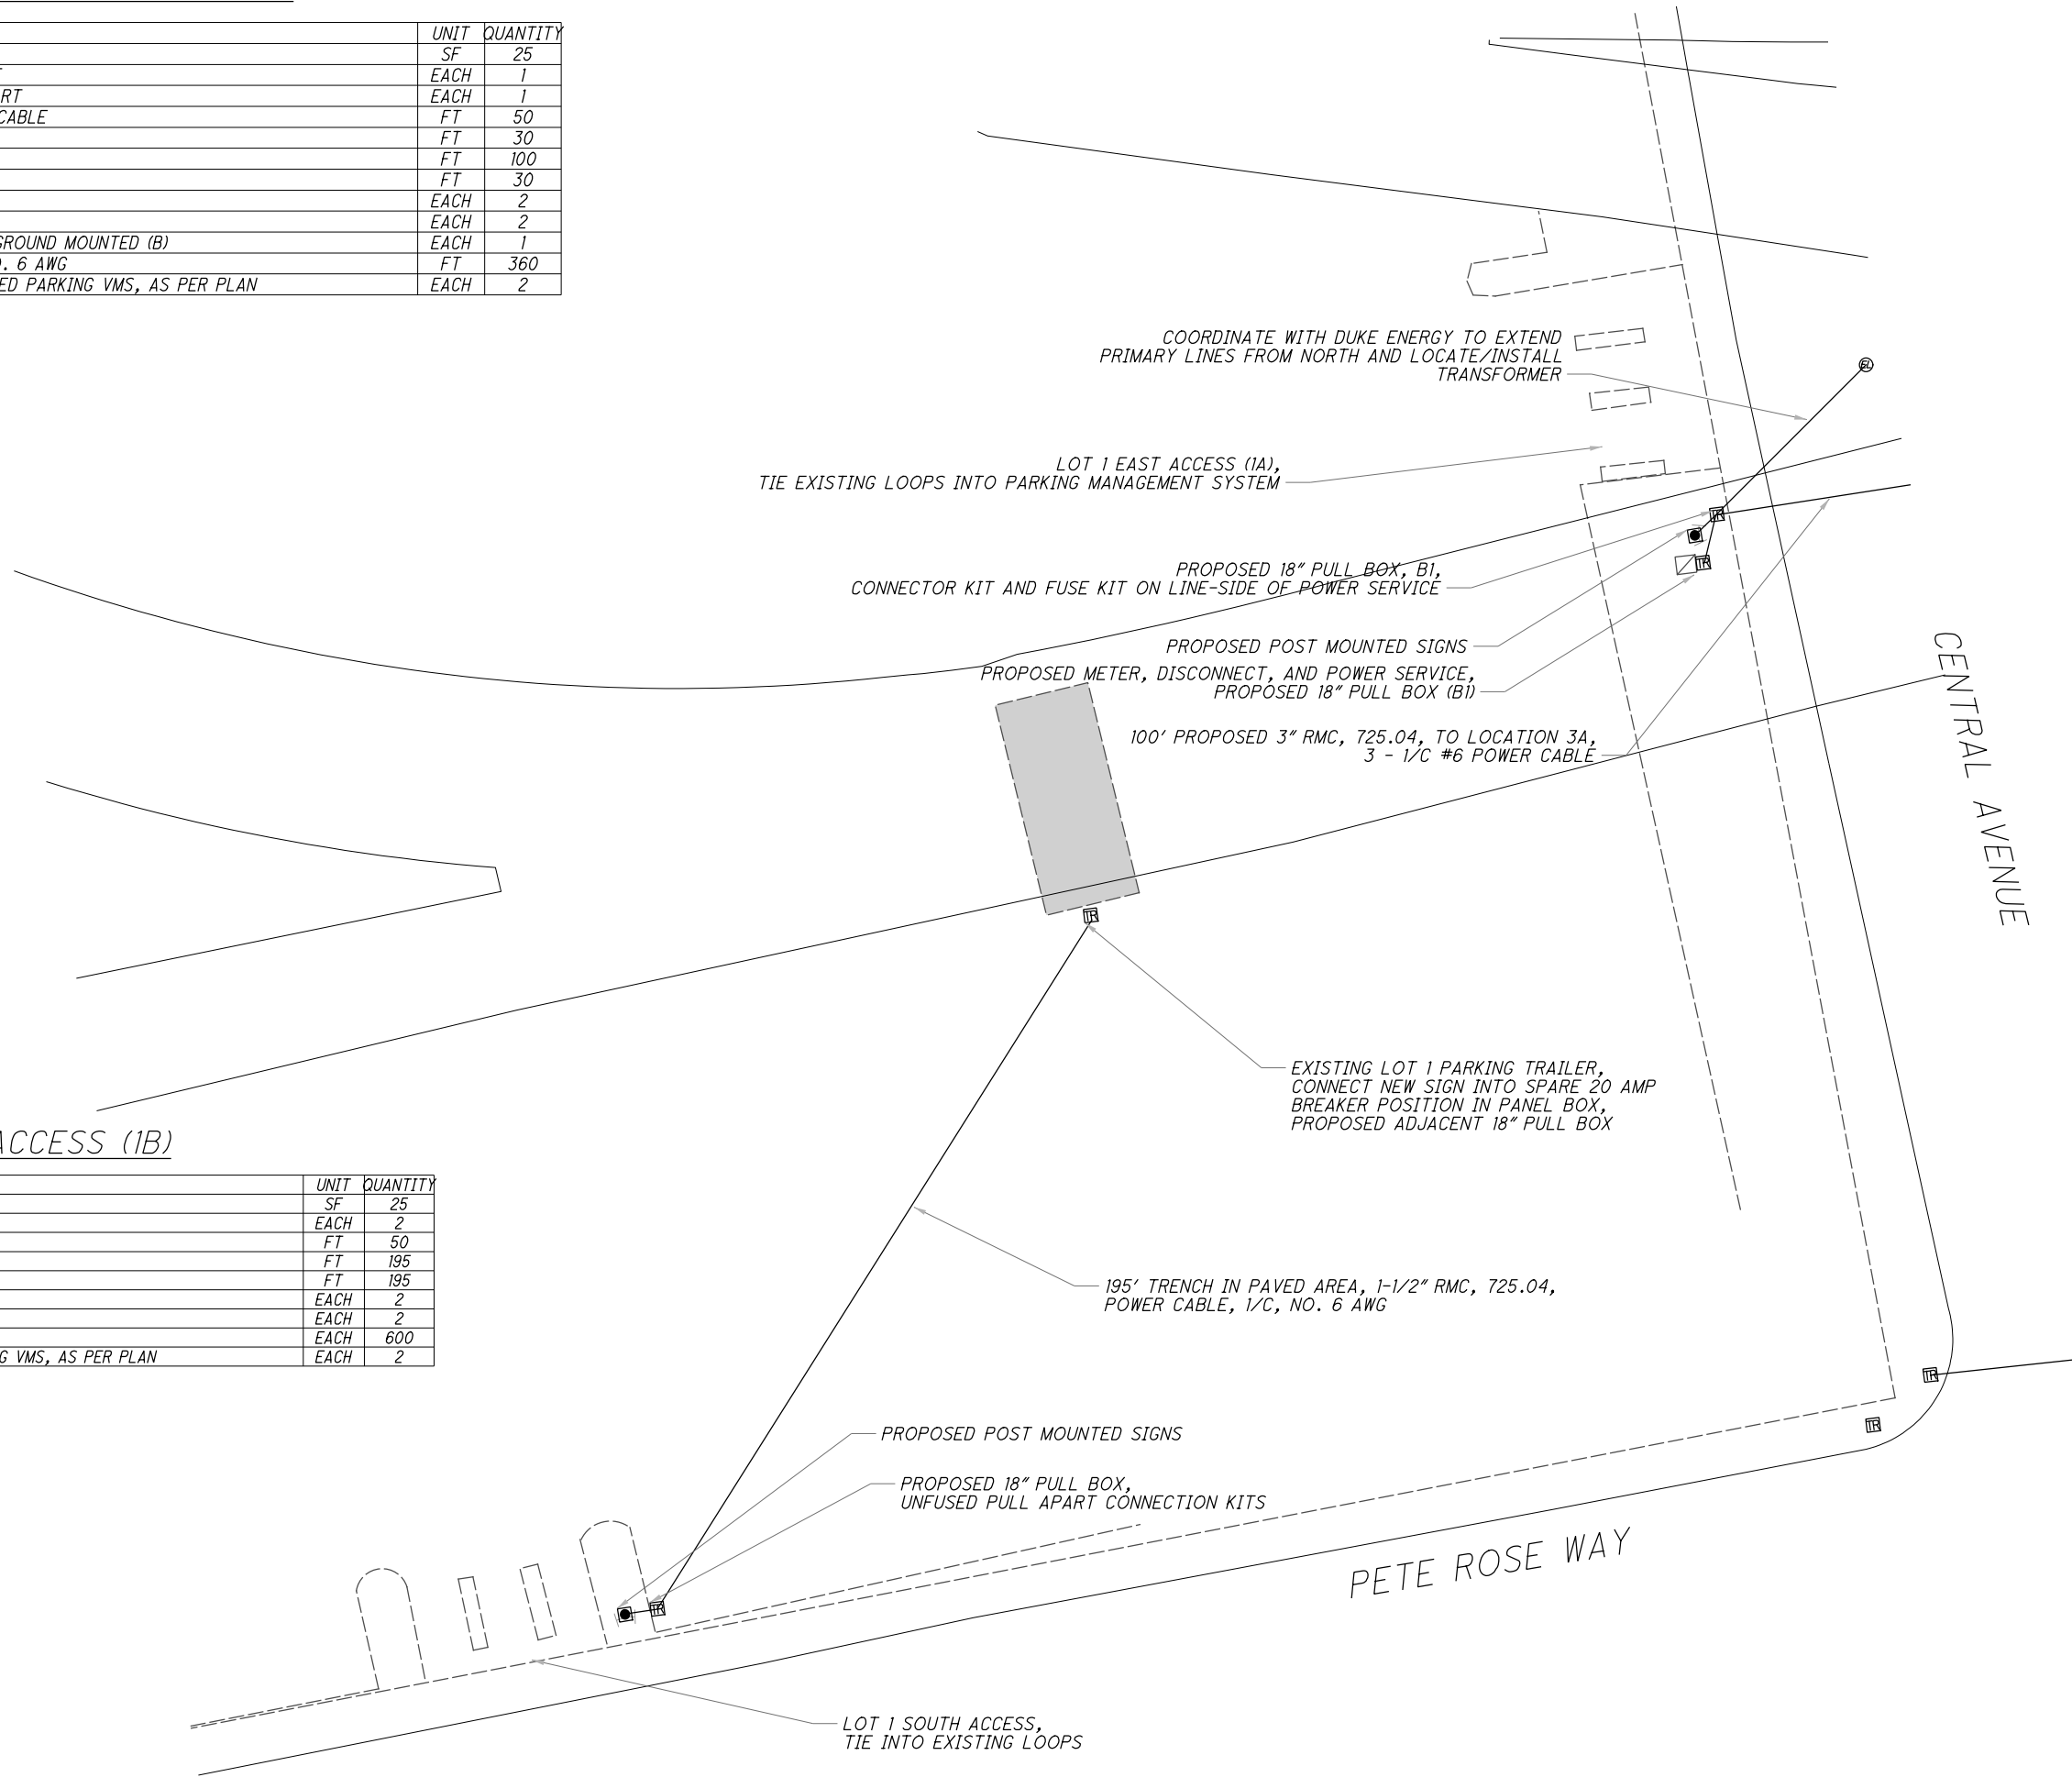 UNIT QUANTITY
SF 25
EACH 1
ART EACH 1
CABLE FT 50
FT 30
FT 100
FT 30
EACH 2
EACH 2
GROUND MOUNTED (B) EACH 1
O. 6 AWG FT 360
ED PARKING VMS, AS PER PLAN EACH 2
COORDINATE WITH DUKE ENERGY TO EXTEND
PRIMARY LINES FROM NORTH AND LOCATE/INSTALL
TRANSFORMER
LOT 1 EAST ACCESS (1A),
TIE EXISTING LOOPS INTO PARKING MANAGEMENT SYSTEM
TR
PROPOSED 18" PULL BOX, B1,
CONNECTOR KIT AND FUSE KIT ON LINE-SIDE OF POWER SERVICE
TR
PROPOSED POST MOUNTED SIGNS
PROPOSED METER, DISCONNECT, AND POWER SERVICE,
PROPOSED 18" PULL BOX (B1)
100' PROPOSED 3" RMC, 725.04, TO LOCATION 3A,
3 - 1/C #6 POWER CABLE
CENTRAL AVENUE
TR
EXISTING LOT 1 PARKING TRAILER,
CONNECT NEW SIGN INTO SPARE 20 AMP
BREAKER POSITION IN PANEL BOX,
PROPOSED ADJACENT 18" PULL BOX
ACCESS (1B)
UNIT QUANTITY
SF 25
EACH 2
FT 50
FT 195
FT 195
EACH 2
EACH 2
EACH 600
G VMS, AS PER PLAN EACH 2
195' TRENCH IN PAVED AREA, 1-1/2" RMC, 725.04,
POWER CABLE, 1/C, NO. 6 AWG
TR
TR
PROPOSED POST MOUNTED SIGNS
PROPOSED 18" PULL BOX,
UNFUSED PULL APART CONNECTION KITS
PETE ROSE WAY
TR
LOT 1 SOUTH ACCESS,
TIE INTO EXISTING LOOPS